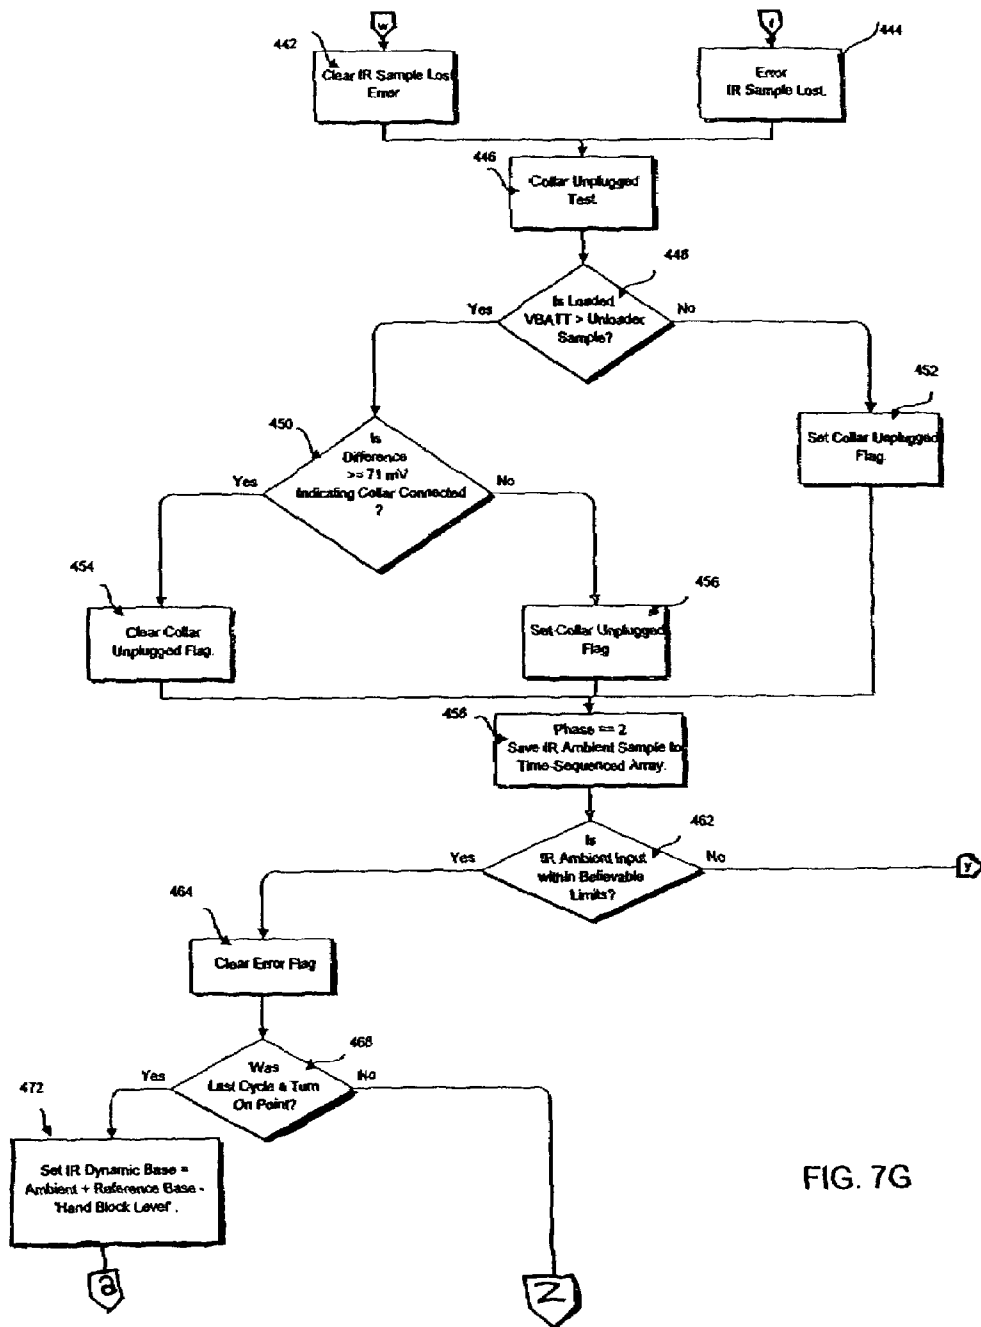 w
442
Clear IR Sample Lost
Error
444
Error
IR Sample Lost.
446
Collar Unplugged
Test.
448
Is Loaded
VBATT > Unloaded
Sample?
Yes
No
452
Set Collar Unplugged
Flag.
450
Is
Difference
>= 71 mV
Indicating Collar Connected
?
Yes
No
454
Clear Collar
Unplugged Flag.
456
Set Collar Unplugged
Flag
458
Phase == 2
Save IR Ambient Sample to
Time-Sequenced Array.
462
Is
IR Ambient Input
within Believable
Limits?
Yes
No
Y
464
Clear Error Flag
468
Was
Last Cycle a Turn
On Point?
Yes
No
472
Set IR Dynamic Base =
Ambient + Reference Base -
'Hand Block Level'.
a
Z
FIG. 7G